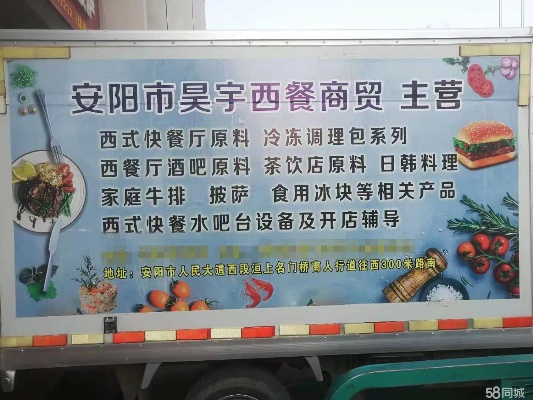 安阳市昊宇西餐商贸 主营
西式快餐厅原料 冷冻调理包系列
西餐厅酒吧原料 茶饮店原料 日韩料理
家庭牛排 披萨 食用冰块等相关产品
西式快餐水吧台设备及开店辅导
地址：安阳市人民大道西段洹上名门桥南人行道往西300米路南
58同城